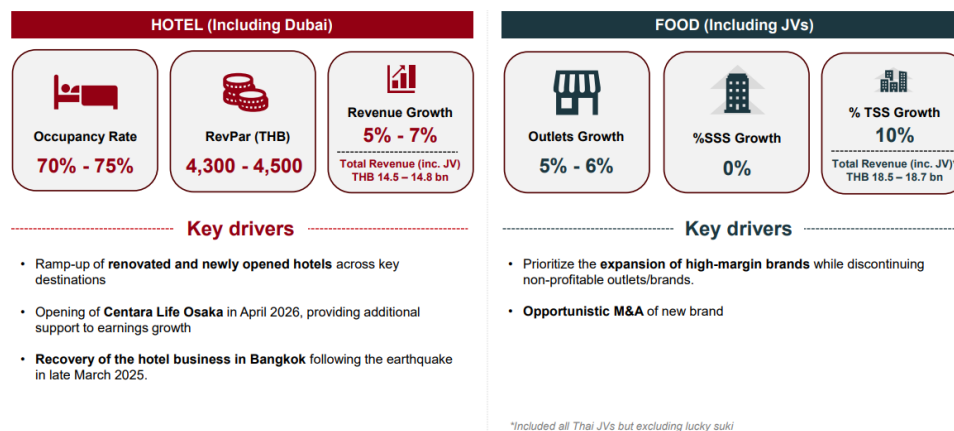 HOTEL (Including Dubai)
Occupancy Rate
70% - 75%
RevPar (THB)
4,300 - 4,500
Revenue Growth
5% - 7%
Total Revenue (inc. JV)
THB 14.5 – 14.8 bn
Key drivers
• Ramp-up of renovated and newly opened hotels across key
destinations
• Opening of Centara Life Osaka in April 2026, providing additional
support to earnings growth
• Recovery of the hotel business in Bangkok following the earthquake
in late March 2025.
FOOD (Including JVs)
Outlets Growth
5% - 6%
%SSS Growth
0%
% TSS Growth
10%
Total Revenue (inc. JV)*
THB 18.5 – 18.7 bn
Key drivers
• Prioritize the expansion of high-margin brands while discontinuing
non-profitable outlets/brands.
• Opportunistic M&A of new brand
*Included all Thai JVs but excluding lucky suki